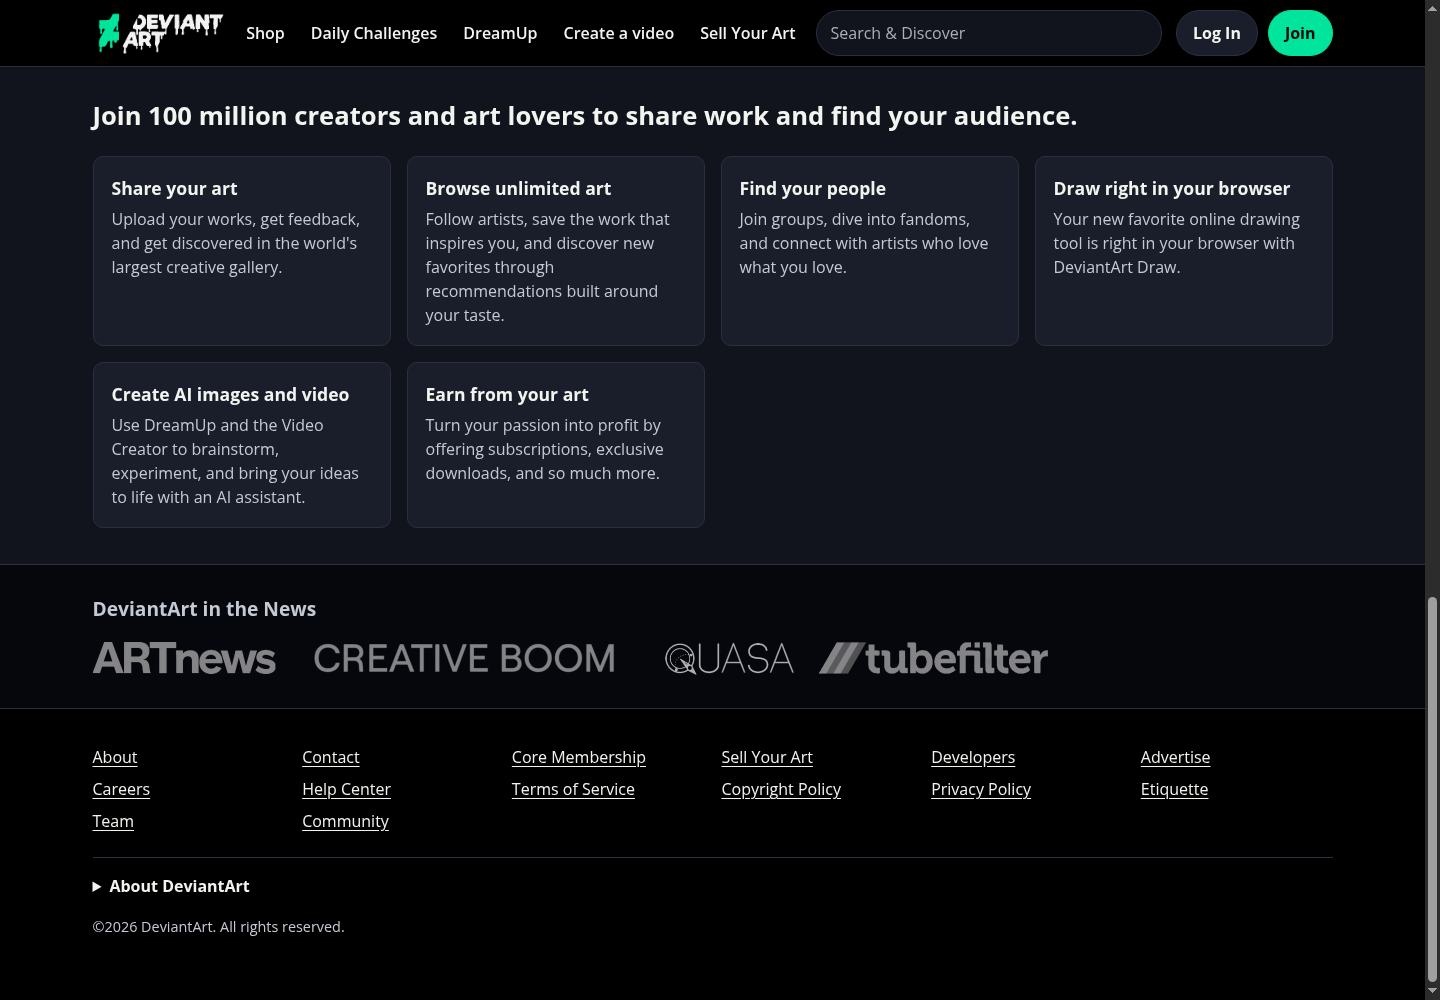 DEVIANT ART
Shop
Daily Challenges
DreamUp
Create a video
Sell Your Art
Search & Discover
Log In
Join
Join 100 million creators and art lovers to share work and find your audience.
Share your art
Upload your works, get feedback,
and get discovered in the world's
largest creative gallery.
Browse unlimited art
Follow artists, save the work that
inspires you, and discover new
favorites through
recommendations built around
your taste.
Find your people
Join groups, dive into fandoms,
and connect with artists who love
what you love.
Draw right in your browser
Your new favorite online drawing
tool is right in your browser with
DeviantArt Draw.
Create AI images and video
Use DreamUp and the Video
Creator to brainstorm,
experiment, and bring your ideas
to life with an AI assistant.
Earn from your art
Turn your passion into profit by
offering subscriptions, exclusive
downloads, and so much more.
DeviantArt in the News
ARTnews
CREATIVE BOOM
QUASA
tubefilter
About
Contact
Core Membership
Sell Your Art
Developers
Advertise
Careers
Help Center
Terms of Service
Copyright Policy
Privacy Policy
Etiquette
Team
Community
About DeviantArt
©2026 DeviantArt. All rights reserved.